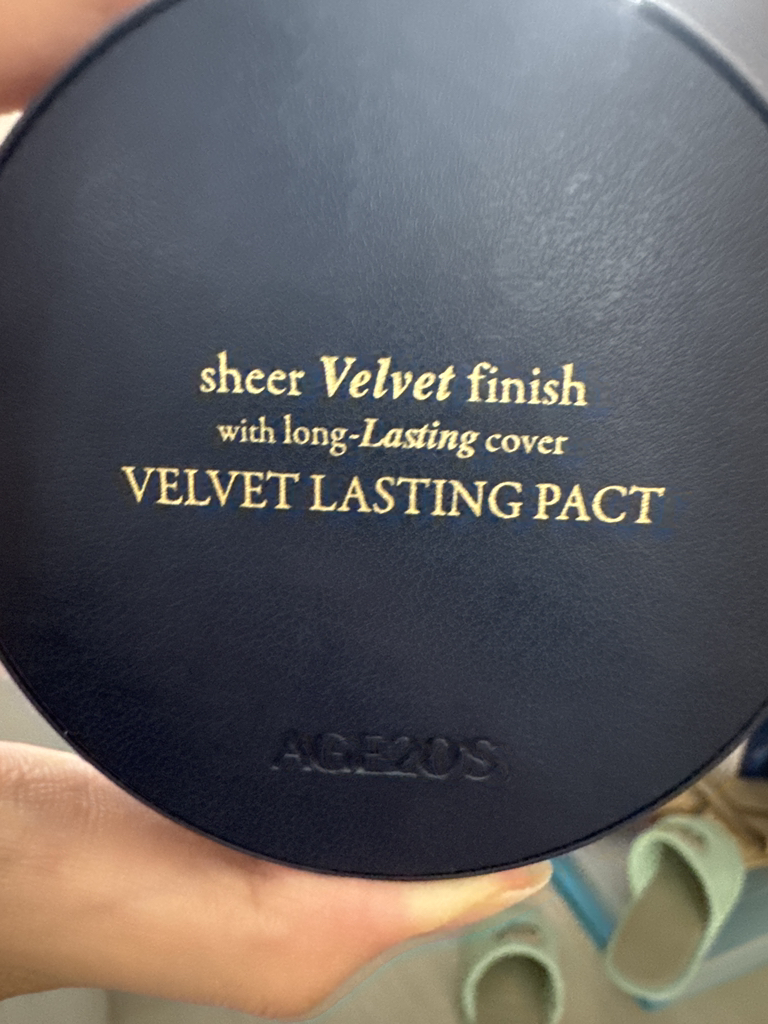 sheer Velvet finish
with long-Lasting cover
VELVET LASTING PACT
AGE20'S